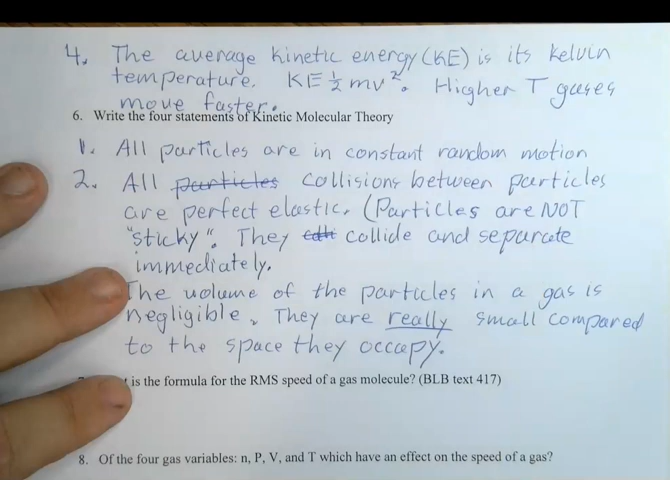 4. The average kinetic energy (KE) is its kelvin
temperature. KE ½ mv². Higher T gases
move faster.
6. Write the four statements of Kinetic Molecular Theory
1. All particles are in constant random motion
2. All particles collisions between particles
are perfect elastic. (Particles are NOT
"sticky". They collide and separate
immediately.
The volume of the particles in a gas is
negligible. They are really small compared
to the space they occupy.
is the formula for the RMS speed of a gas molecule? (BLB text 417)
8. Of the four gas variables: n, P, V, and T which have an effect on the speed of a gas?